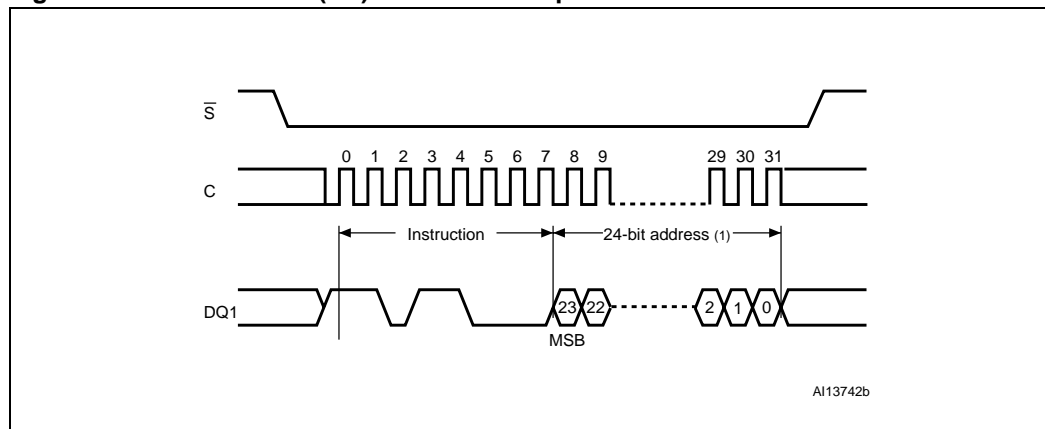 S
0 1 2 3 4 5 6 7 8 9 29 30 31
C
Instruction 24-bit address (1)
DQ1 23 22 2 1 0
MSB
AI13742b